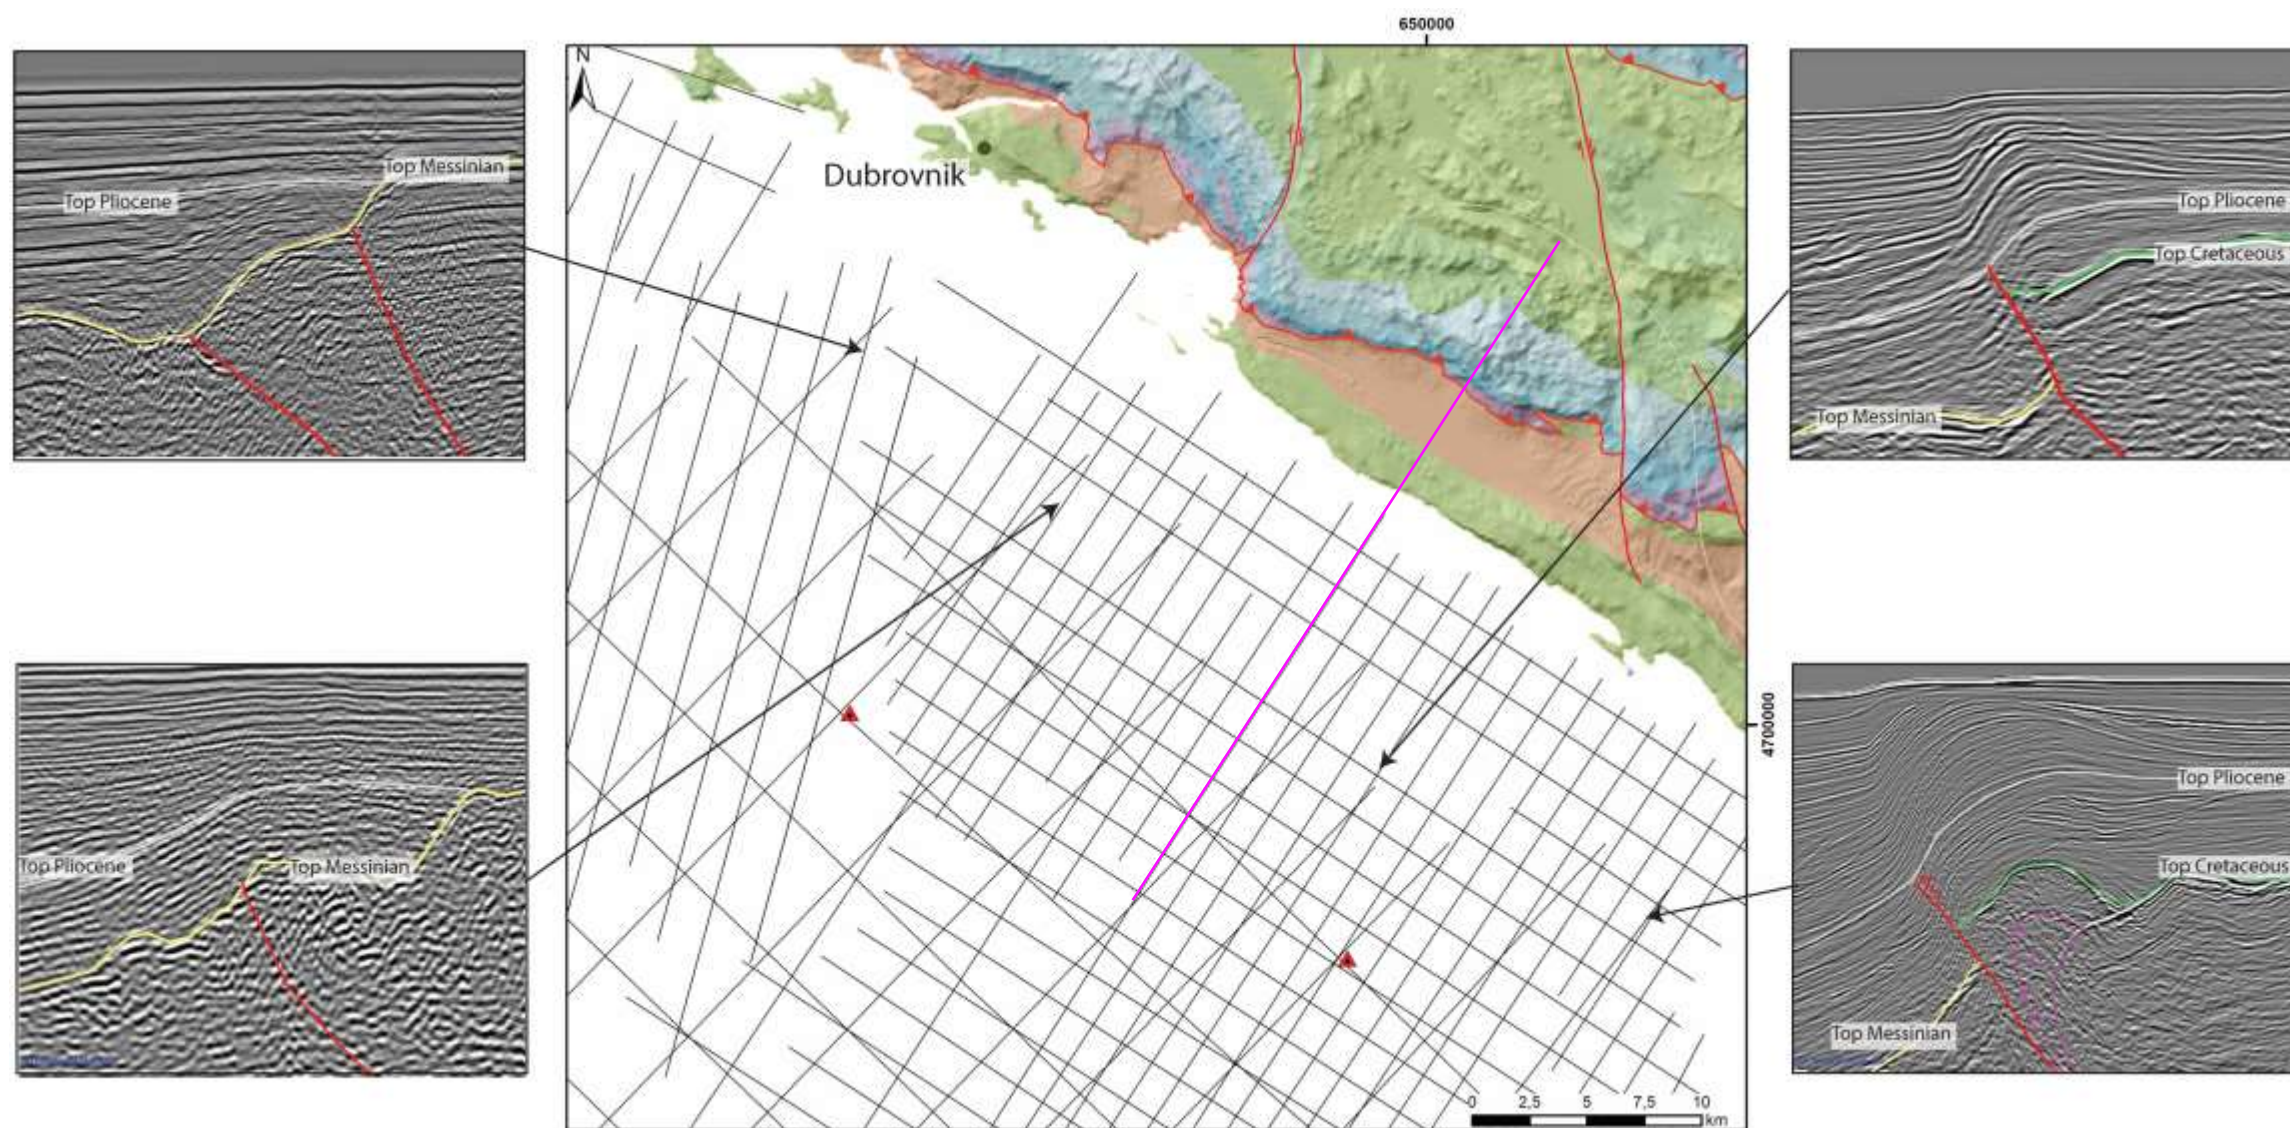 650000
N
Dubrovnik
Top Messinian
Top Pliocene
Top Pliocene
Top Cretaceous
Top Messinian
4700000
Top Pliocene
Top Messinian
Top Pliocene
Top Cretaceous
Top Messinian
0 2,5 5 7,5 10
km